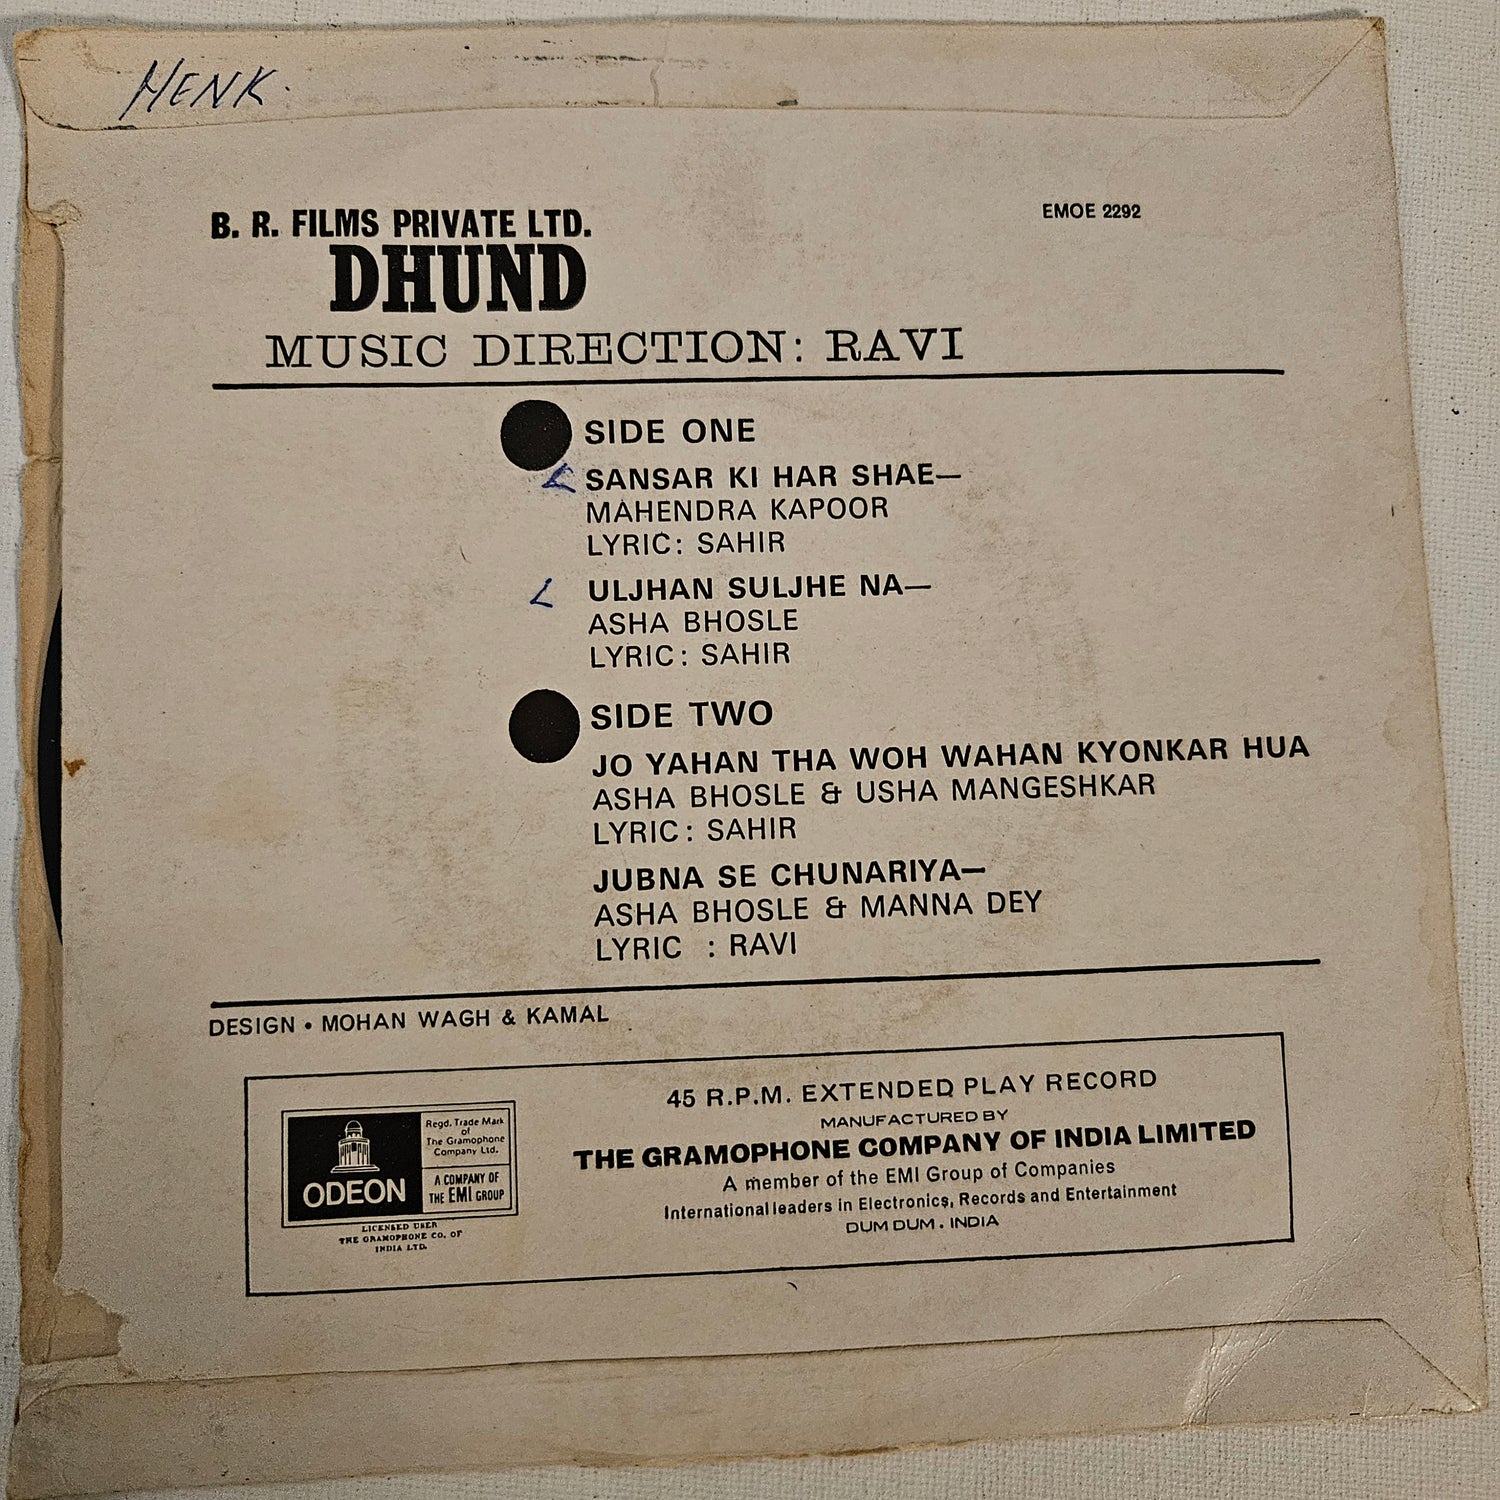 HENK.
EMOE 2292
B. R. FILMS PRIVATE LTD.
DHUND
MUSIC DIRECTION: RAVI
SIDE ONE
SANSAR KI HAR SHAE—
MAHENDRA KAPOOR
LYRIC: SAHIR
ULJHAN SULJHE NA—
ASHA BHOSLE
LYRIC: SAHIR
SIDE TWO
JO YAHAN THA WOH WAHAN KYONKAR HUA
ASHA BHOSLE & USHA MANGESHKAR
LYRIC: SAHIR
JUBNA SE CHUNARIYA—
ASHA BHOSLE & MANNA DEY
LYRIC : RAVI
DESIGN • MOHAN WAGH & KAMAL
ODEON
Regd. Trade Mark
of
The Gramophone
Company Ltd.
A COMPANY OF
THE EMI GROUP
LICENSED USER
THE GRAMOPHONE CO. OF
INDIA LTD.
45 R.P.M. EXTENDED PLAY RECORD
MANUFACTURED BY
THE GRAMOPHONE COMPANY OF INDIA LIMITED
A member of the EMI Group of Companies
International leaders in Electronics, Records and Entertainment
DUM DUM. INDIA